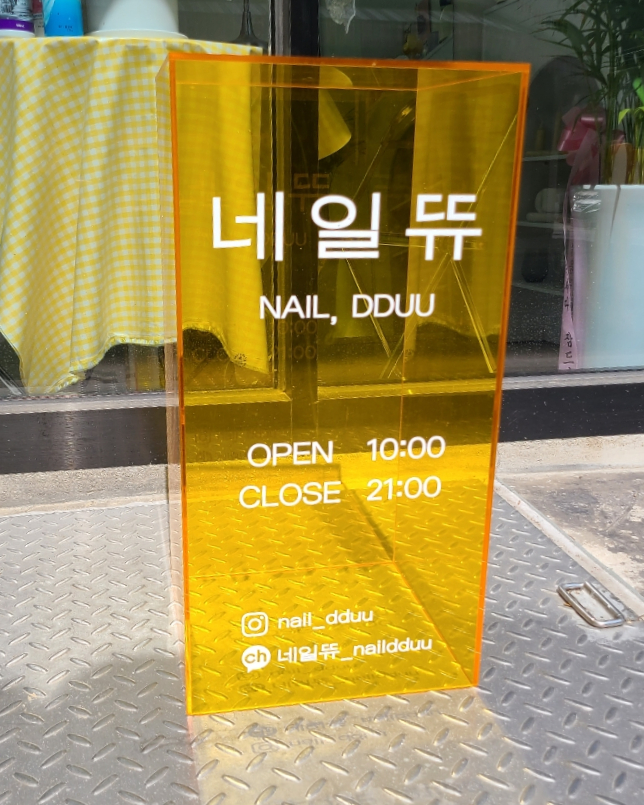 네일뜌
NAIL, DDUU
OPEN 10:00
CLOSE 21:00
nail_dduu
ch 네일뜌_naildduu